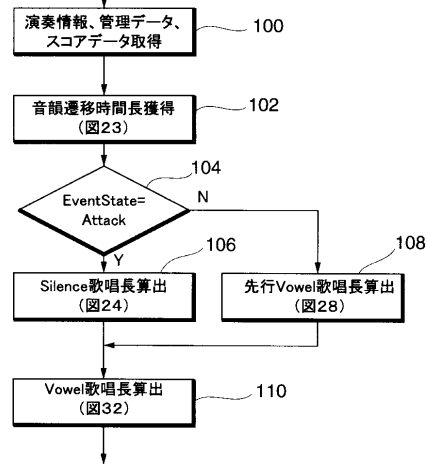 演奏情報、管理データ、
スコアデータ取得
100
音韻遷移時間長獲得
(図23)
102
EventState=
Attack
104
N
Y
Silence歌唱長算出
(図24)
106
先行Vowel歌唱長算出
(図28)
108
Vowel歌唱長算出
(図32)
110